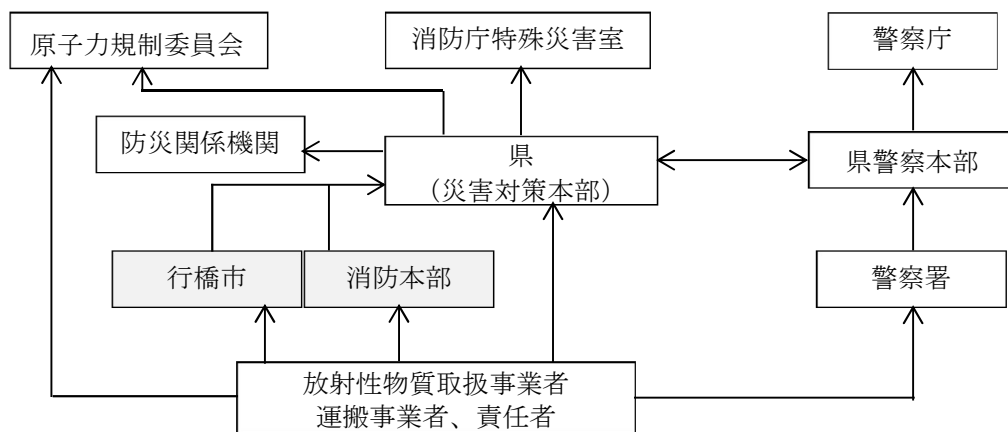 原子力規制委員会
消防庁特殊災害室
警察庁
防災関係機関
県
（災害対策本部）
県警察本部
行橋市
消防本部
警察署
放射性物質取扱事業者
運搬事業者、責任者